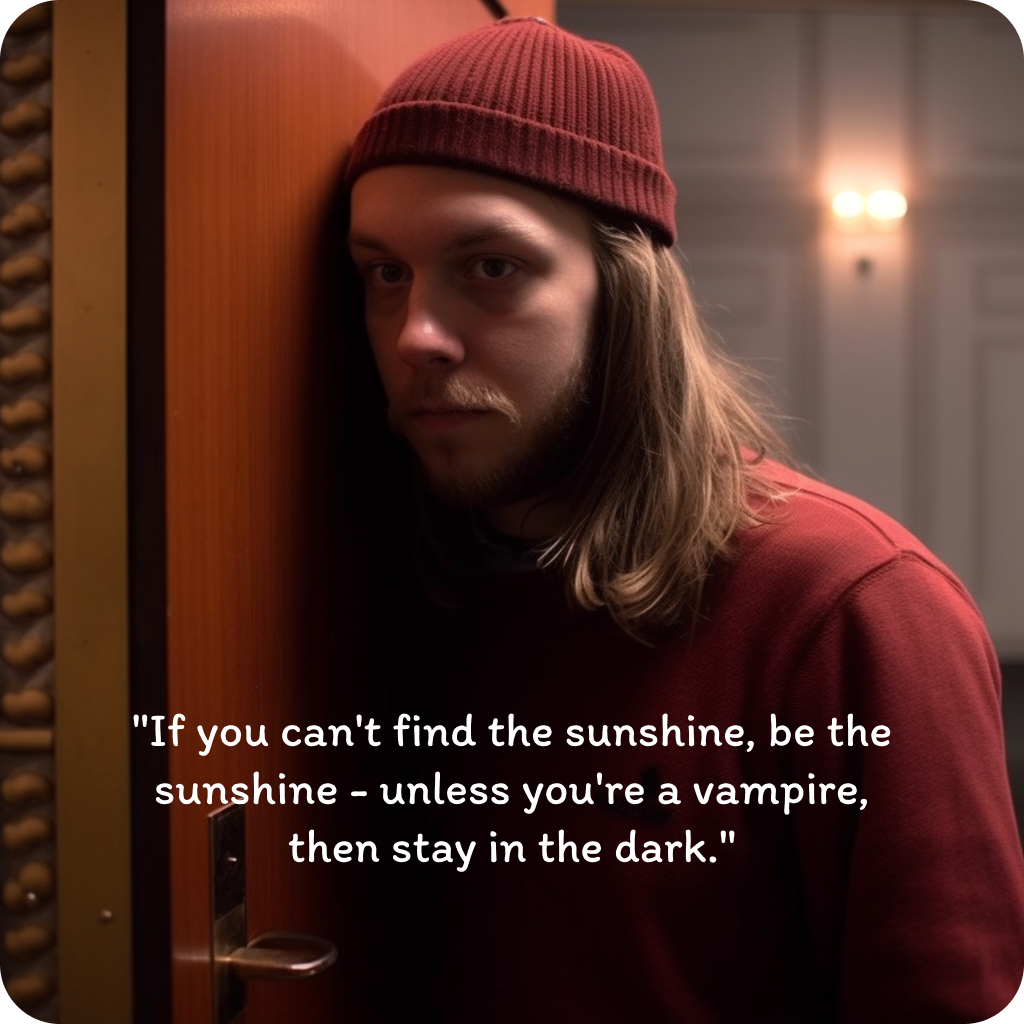 "If you can't find the sunshine, be the
sunshine - unless you're a vampire,
then stay in the dark."